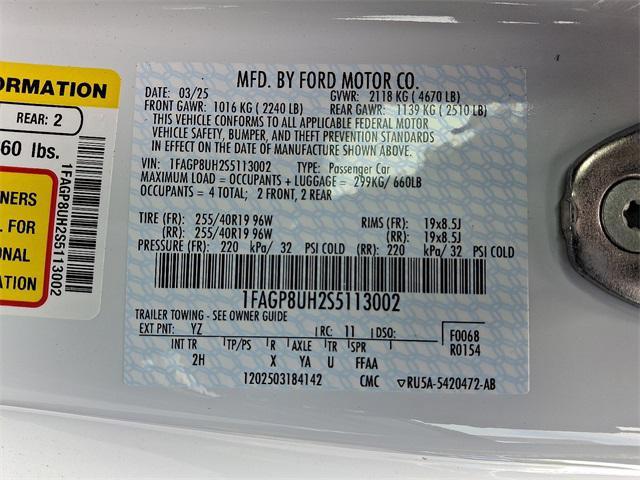 ORMATION
REAR: 2
60 lbs.
NERS
L FOR
ONAL
TION
1FAGP8UH2S5113002
MFD. BY FORD MOTOR CO.
DATE: 03/25 GVWR: 2118 KG (4670 LB)
FRONT GAWR: 1016 KG (2240 LB) REAR GAWR: 1139 KG (2510 LB)
THIS VEHICLE CONFORMS TO ALL APPLICABLE FEDERAL MOTOR
VEHICLE SAFETY, BUMPER, AND THEFT PREVENTION STANDARDS
IN EFFECT ON THE DATE OF MANUFACTURE SHOWN ABOVE.
VIN: 1FAGP8UH2S5113002 TYPE: Passenger Car
MAXIMUM LOAD = OCCUPANTS + LUGGAGE = 299KG/ 660LB
OCCUPANTS = 4 TOTAL; 2 FRONT, 2 REAR
TIRE (FR): 255/40R19 96W RIMS (FR): 19x8.5J
(RR): 255/40R19 96W (RR): 19x8.5J
PRESSURE (FR): 220 kPa/ 32 PSI COLD (RR): 220 kPa/ 32 PSI COLD
1FAGP8UH2S5113002
TRAILER TOWING - SEE OWNER GUIDE
EXT PNT: YZ RC: 11 DSO: F0068
INT TR TP/PS R AXLE TR SPR R0154
2H X YA U FFAA
1202503184142 CMC ▽RU5A-5420472-AB